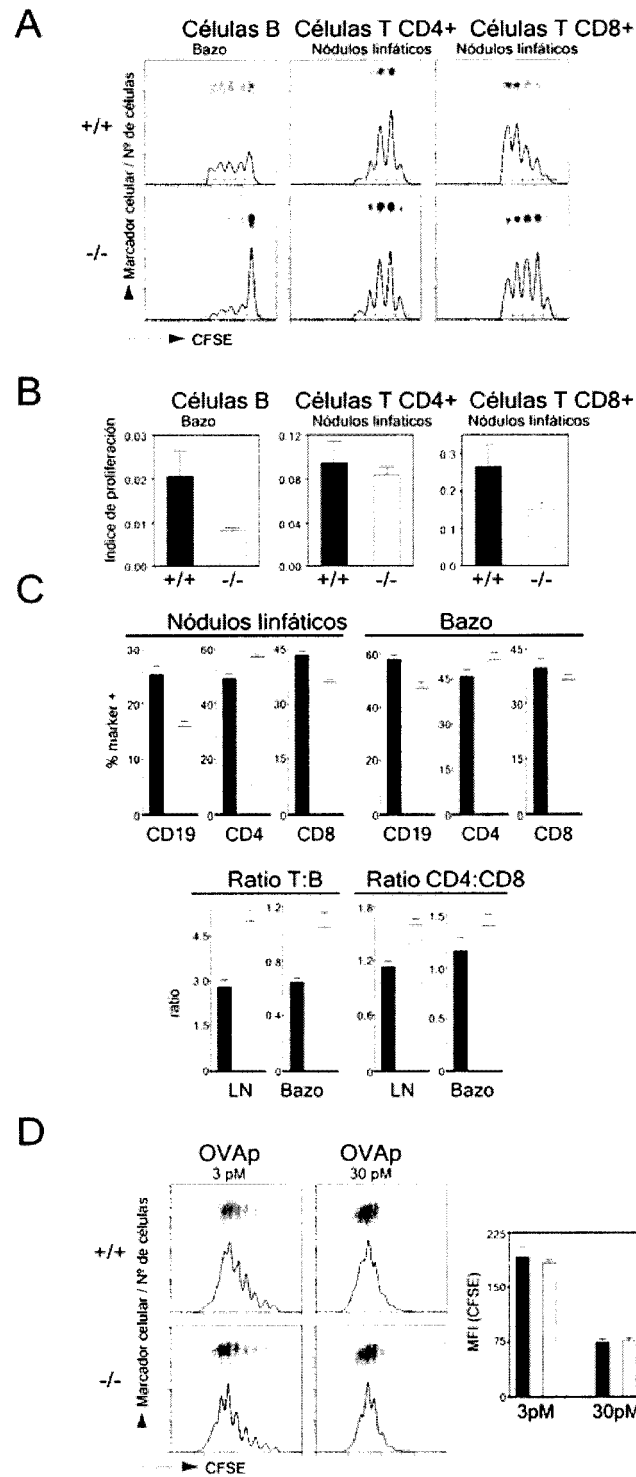 A
Células B Células T CD4+ Células T CD8+
Bazo Nódulos linfáticos Nódulos linfáticos
+/+
-/-
Marcador celular / Nº de células
CFSE
B
Células B Células T CD4+ Células T CD8+
Bazo Nódulos linfáticos Nódulos linfáticos
Indice de proliferación
0.03 0.12 0.3
0.02 0.08 0.2
0.01 0.04 0.1
0.00 0.00 0.0
+/+ -/- +/+ -/- +/+ -/-
C
Nódulos linfáticos Bazo
% marker +
30 60 45 60 45
20 40 30 40 45 30
10 20 15 20 30 15
15
0 0 0 0 0 0
CD19 CD4 CD8 CD19 CD4 CD8
Ratio T:B Ratio CD4:CD8
ratio
1.2 1.8 1.5
4.5 0.8 1.2 1.0
3.0 0.4 0.6 0.5
1.5
0 0 0 0
LN Bazo LN Bazo
D
OVAp OVAp
3 pM 30 pM
+/+
-/-
Marcador celular / Nº de células
CFSE
MFI (CFSE)
225
150
75
0
3pM 30pM